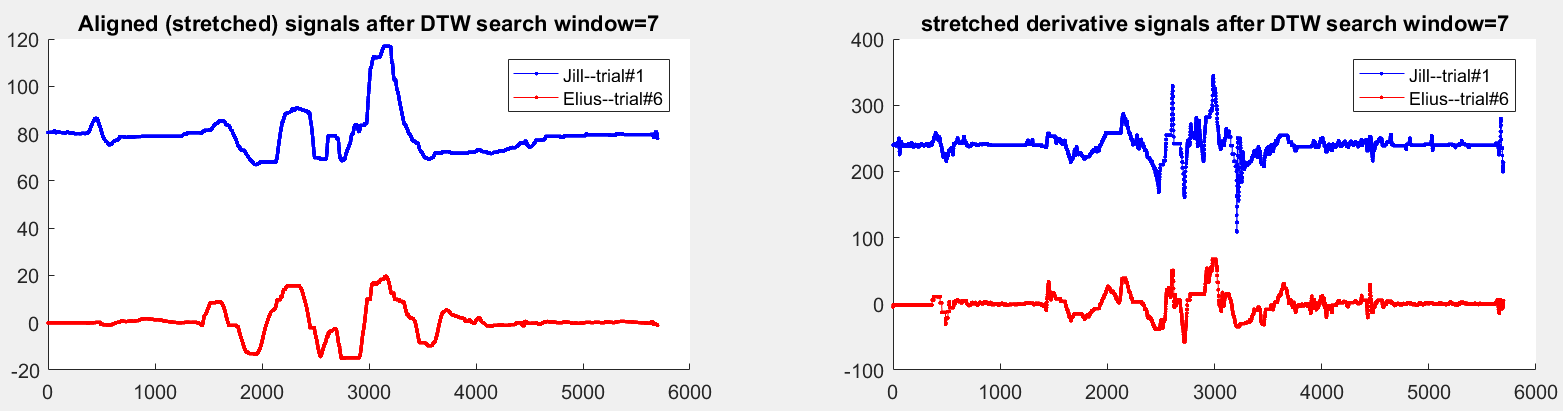 Aligned (stretched) signals after DTW search window=7
120
100
80
60
40
20
0
-20
0 1000 2000 3000 4000 5000 6000
Jill--trial#1
Elius--trial#6
stretched derivative signals after DTW search window=7
400
300
200
100
0
-100
0 1000 2000 3000 4000 5000 6000
Jill--trial#1
Elius--trial#6